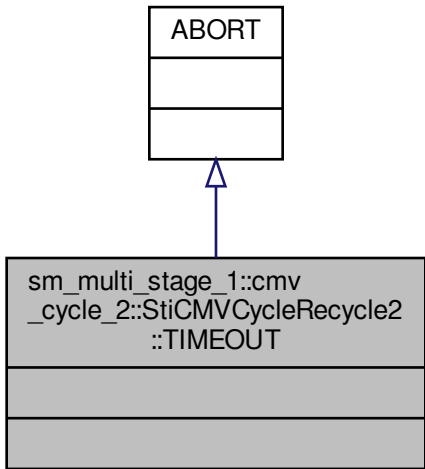 ABORT
sm_multi_stage_1::cmv
_cycle_2::StiCMVCycleRecycle2
::TIMEOUT